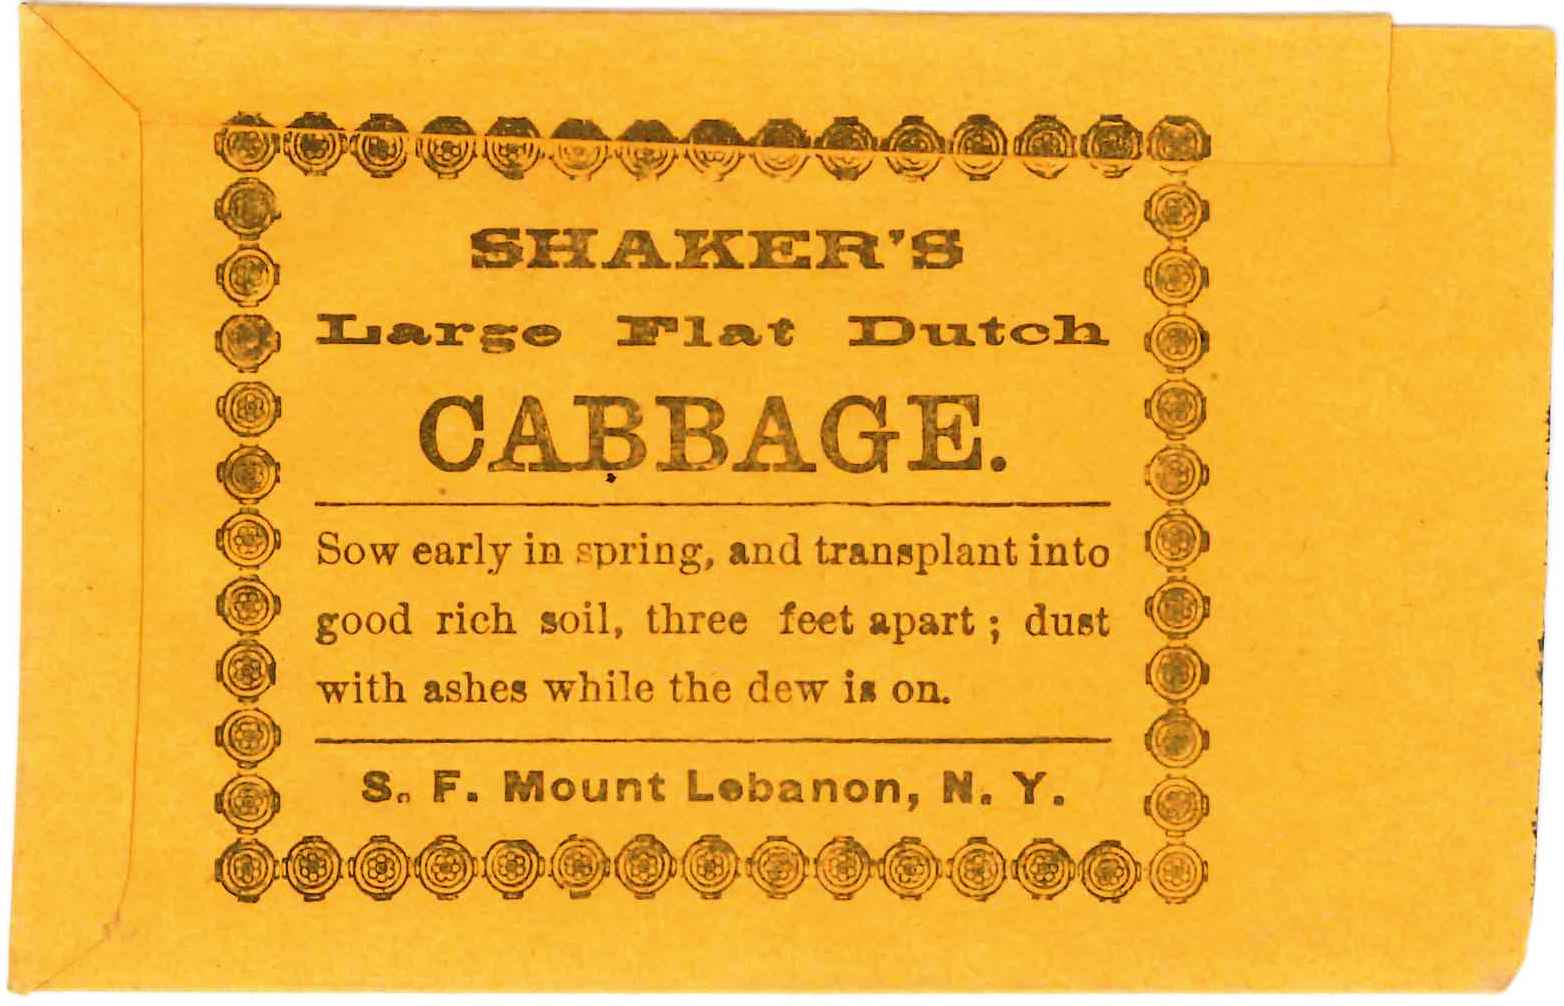 SHAKER'S
Large Flat Dutch
CABBAGE.
Sow early in spring, and transplant into
good rich soil, three feet apart ; dust
with ashes while the dew is on.
S. F. Mount Lebanon, N. Y.